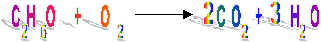 C₂H₆O + O₂ → 2CO₂ + 3H₂O